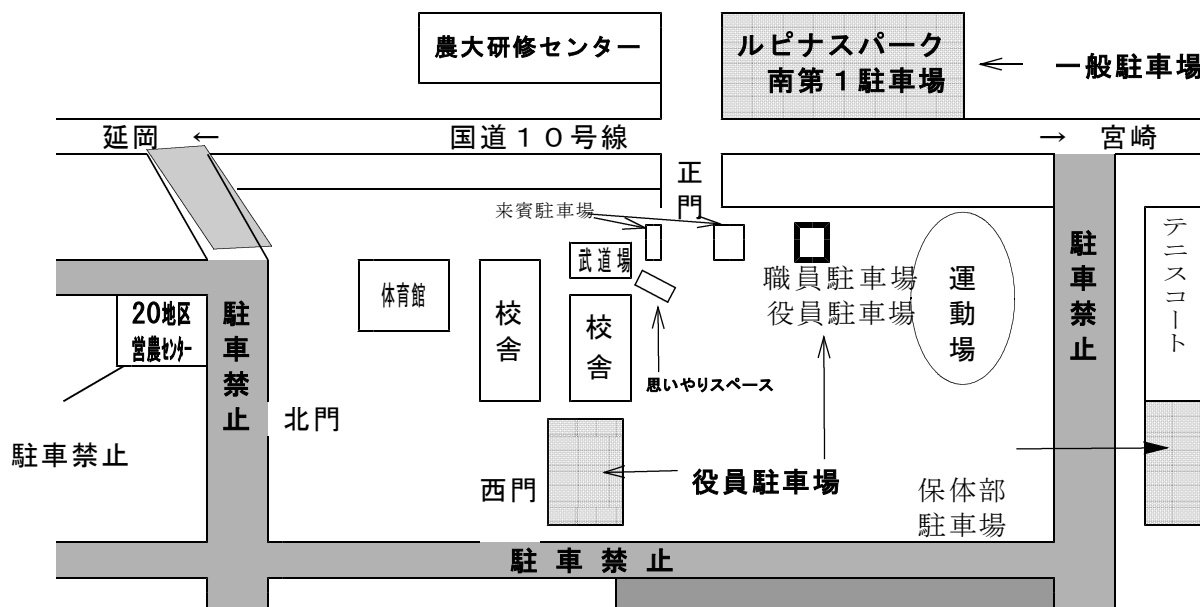 農大研修センター
ルピナスパーク
南第１駐車場
← 一般駐車場
延岡 ←
国道１０号線
→ 宮崎
正門
来賓駐車場
武道場
体育館
校舎
校舎
職員駐車場
役員駐車場
運動場
駐車禁止
テニスコート
20地区
営農センター
駐車禁止
思いやりスペース
北門
駐車禁止
西門
役員駐車場
保体部
駐車場
駐車禁止